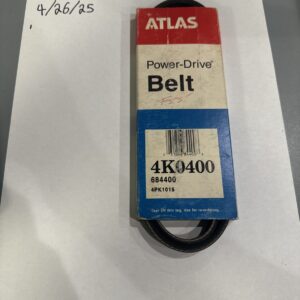 4/26/25
ATLAS
Power-Drive®
Belt
4K0400
684400
4PK1015